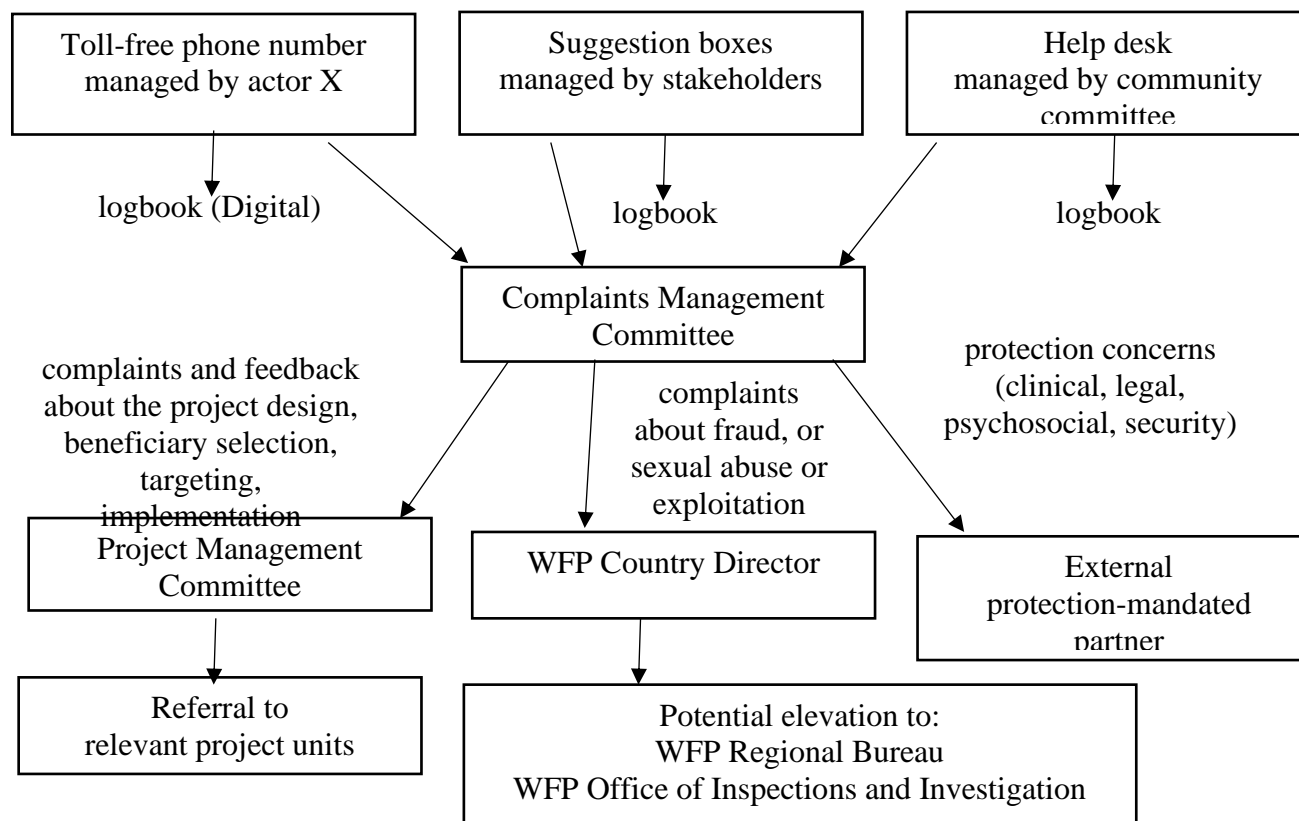 Toll-free phone number
managed by actor X
Suggestion boxes
managed by stakeholders
Help desk
managed by community
committee
logbook (Digital)
logbook
logbook
Complaints Management
Committee
complaints and feedback
about the project design,
beneficiary selection,
targeting,
implementation
complaints
about fraud, or
sexual abuse or
exploitation
protection concerns
(clinical, legal,
psychosocial, security)
Project Management
Committee
WFP Country Director
External
protection-mandated
partner
Referral to
relevant project units
Potential elevation to:
WFP Regional Bureau
WFP Office of Inspections and Investigation